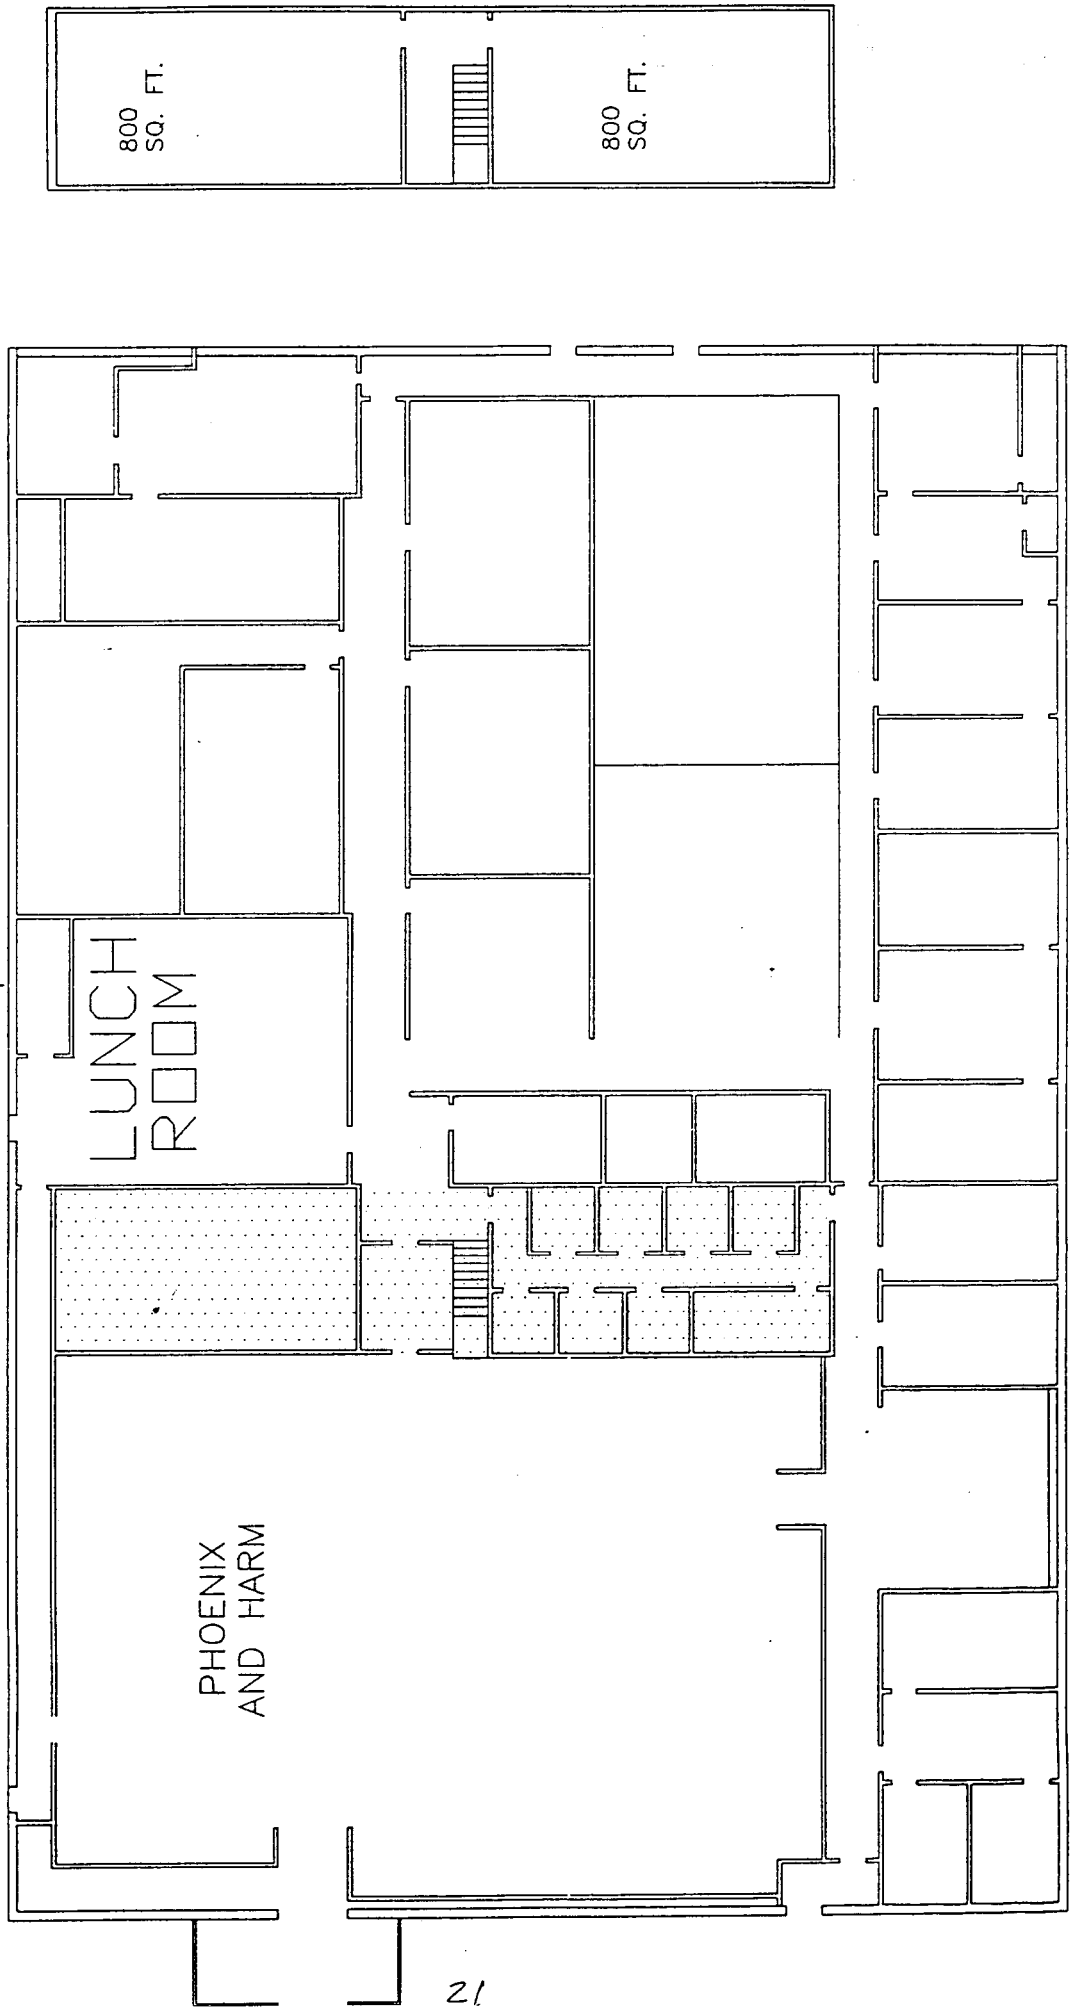 800
SQ. FT.
800
SQ. FT.
LUNCH
ROOM
PHOENIX
AND HARM
21